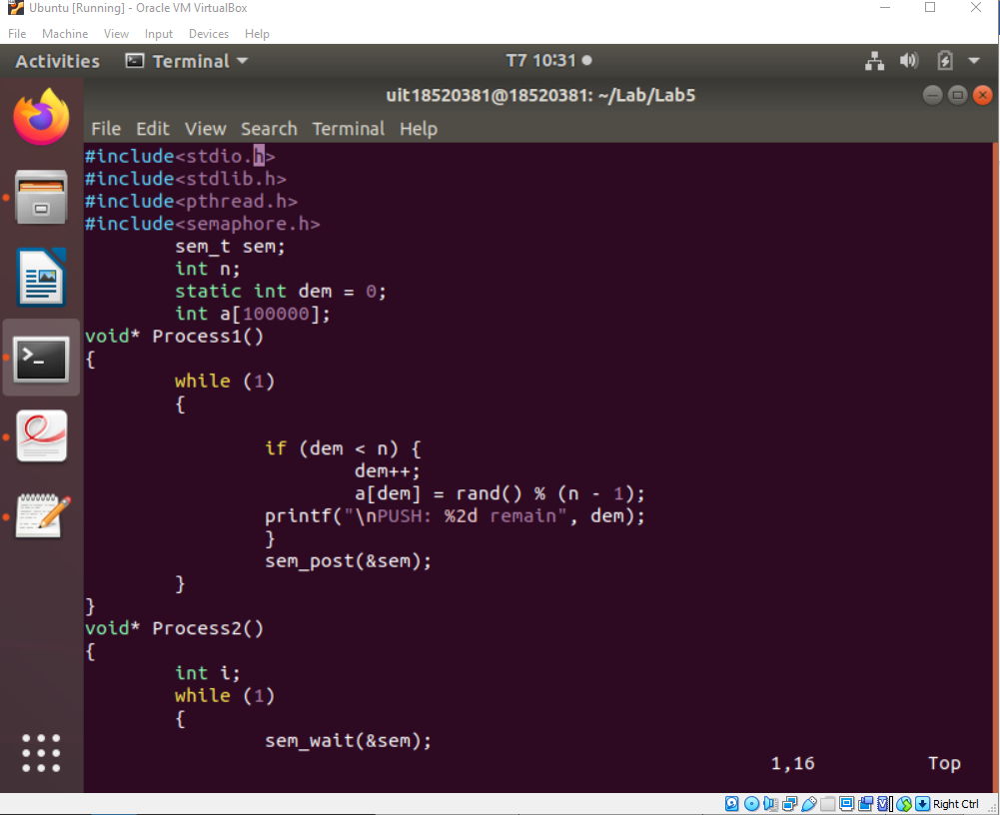 Ubuntu [Running] - Oracle VM VirtualBox
File Machine View Input Devices Help
Activities Terminal T7 10:31
uit18520381@18520381: ~/Lab/Lab5
File Edit View Search Terminal Help
#include<stdio.h>
#include<stdlib.h>
#include<pthread.h>
#include<semaphore.h>
sem_t sem;
int n;
static int dem = 0;
int a[100000];
void* Process1()
{
while (1)
{
if (dem < n) {
dem++;
a[dem] = rand() % (n - 1);
printf("\nPUSH: %2d remain", dem);
}
sem_post(&sem);
}
}
void* Process2()
{
int i;
while (1)
{
sem_wait(&sem);
1,16 Top
Right Ctrl